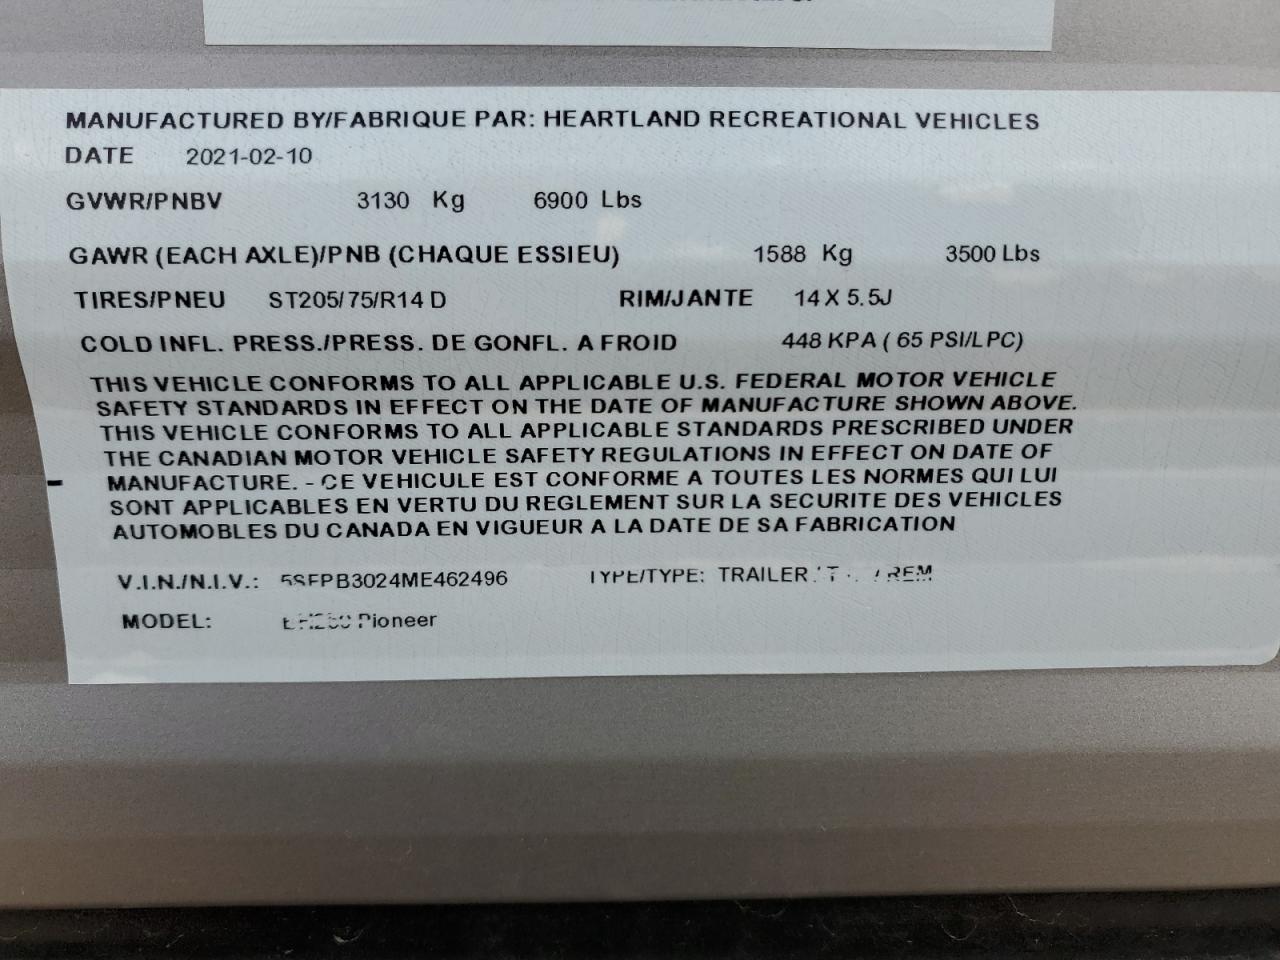 MANUFACTURED BY/FABRIQUE PAR: HEARTLAND RECREATIONAL VEHICLES
DATE 2021-02-10
GVWR/PNBV 3130 Kg 6900 Lbs
GAWR (EACH AXLE)/PNB (CHAQUE ESSIEU) 1588 Kg 3500 Lbs
TIRES/PNEU ST205/75/R14 D RIM/JANTE 14 X 5.5J
COLD INFL. PRESS./PRESS. DE GONFL. A FROID 448 KPA ( 65 PSI/LPC)
THIS VEHICLE CONFORMS TO ALL APPLICABLE U.S. FEDERAL MOTOR VEHICLE
SAFETY STANDARDS IN EFFECT ON THE DATE OF MANUFACTURE SHOWN ABOVE.
THIS VEHICLE CONFORMS TO ALL APPLICABLE STANDARDS PRESCRIBED UNDER
THE CANADIAN MOTOR VEHICLE SAFETY REGULATIONS IN EFFECT ON DATE OF
MANUFACTURE. - CE VEHICULE EST CONFORME A TOUTES LES NORMES QUI LUI
SONT APPLICABLES EN VERTU DU REGLEMENT SUR LA SECURITE DES VEHICLES
AUTOMOBLES DU CANADA EN VIGUEUR A LA DATE DE SA FABRICATION
V.I.N./N.I.V.: 5SFPB3024ME462496 TYPE/TYPE: TRAILER
MODEL: Pioneer